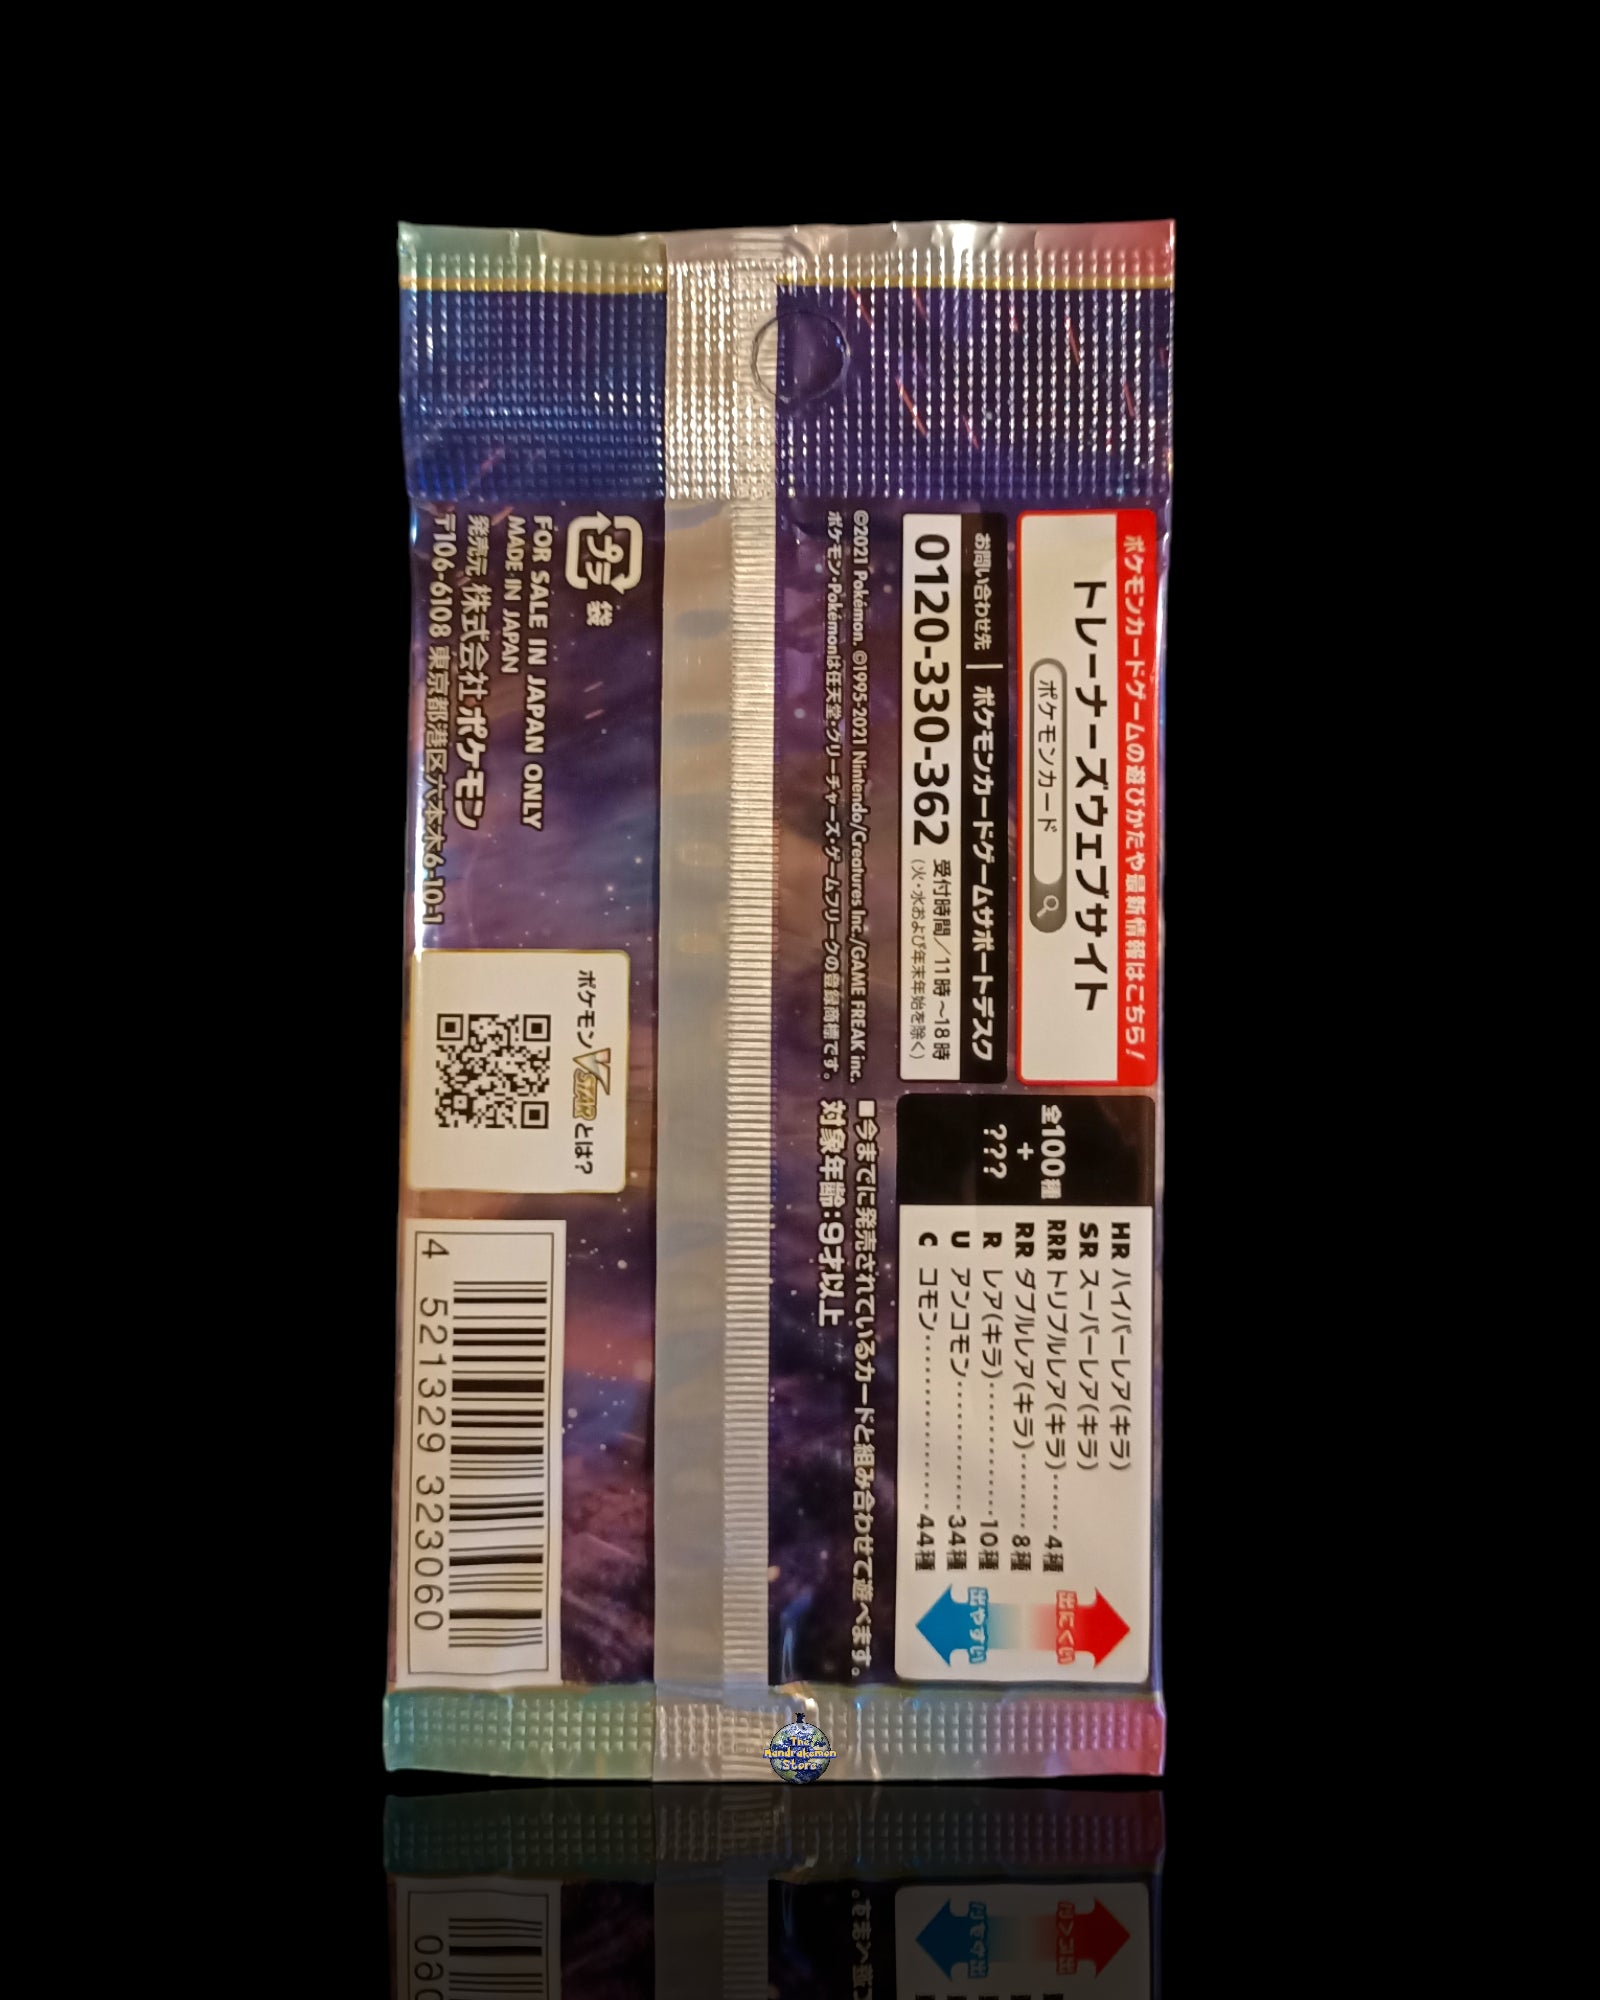 ポケモンカードゲームの遊びかたや最新情報はこちら!
トレーナーズウェブサイト
ポケモンカード
お問い合わせ先 | ポケモンカードゲームサポートデスク
0120-330-362 受付時間/11時~18時
(火・水および年末年始を除く)
©2021 Pokémon. ©1995-2021 Nintendo/Creatures Inc./GAME FREAK inc.
ポケモン・Pokémonは任天堂・クリーチャーズ・ゲームフリークの登録商標です。
全100種
+
???
HR ハイパーレア(キラ)
SR スーパーレア(キラ)
RRR トリプルレア(キラ)……4種
RR ダブルレア(キラ)………8種
R レア(キラ)……………10種
U アンコモン……………34種
C コモン…………………44種
出にくい
出やすい
■今までに発売されているカードと組み合わせて遊べます。
対象年齢:9才以上
プラ 袋
FOR SALE IN JAPAN ONLY
MADE IN JAPAN
発売元 株式会社 ポケモン
〒106-6108 東京都港区六本木6-10-1
ポケモンVSTARとは?
4 521329 323060
The
Mandrakemon
Store